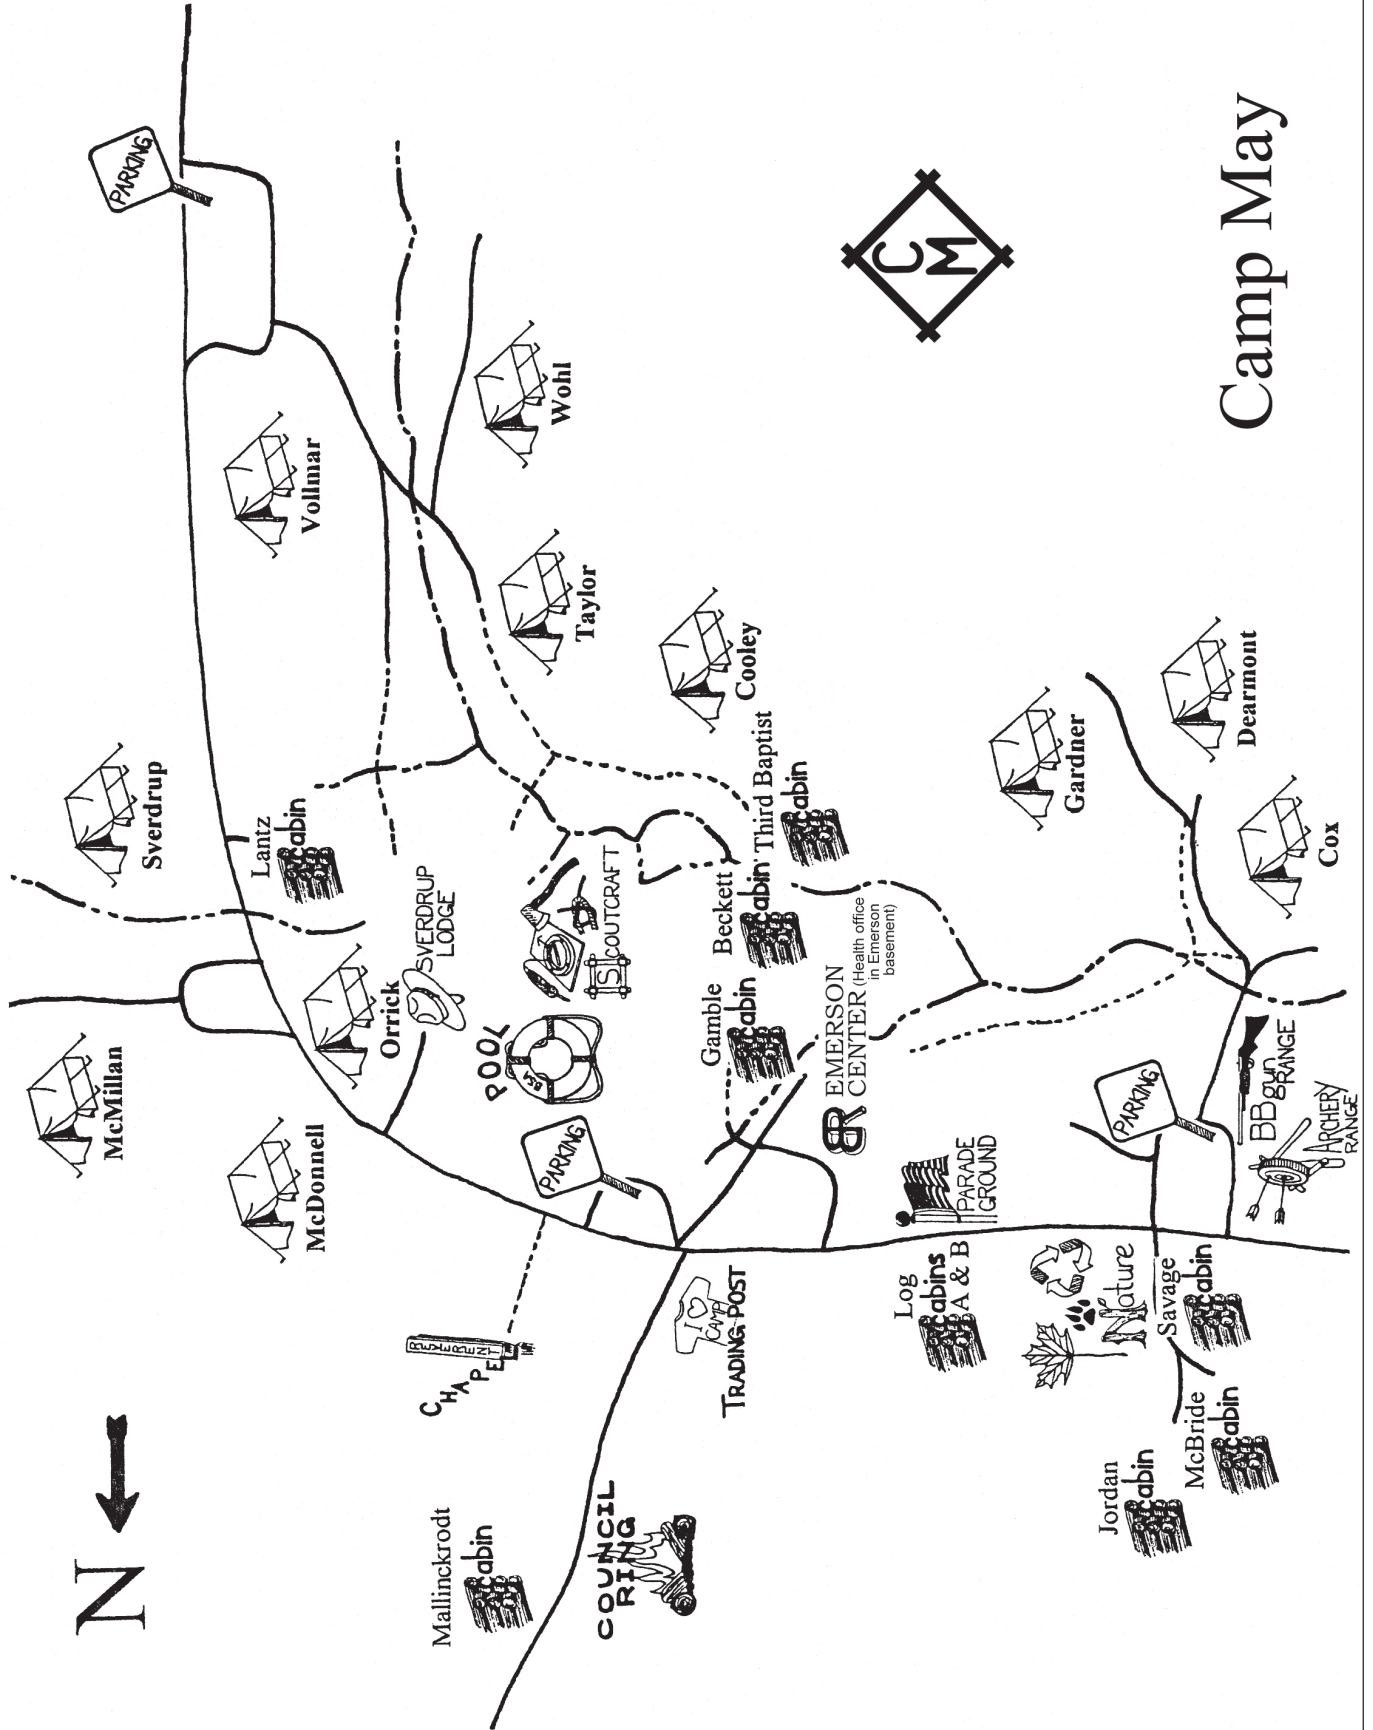 N
Camp May
C
M
PARKING
Vollmar
Wohl
Taylor
Cooley
Sverdrup
Lantz
cabin
McMillan
McDonnell
Orrick
SVERDRUP
LODGE
SCOUTCRAFT
POOL
BSA
PARKING
Third Baptist
cabin
Beckett
cabin
Gamble
cabin
EMERSON
CENTER (Health office
in Emerson
basement)
Gardner
Dearmont
Cox
PARKING
BBgun
RANGE
ARCHERY
RANGE
PARADE
GROUND
CHAPEL
REVERENT
I ♡
CAMP
TRADING POST
Log
cabins
A & B
Nature
Savage
cabin
McBride
cabin
Jordan
cabin
Mallinckrodt
cabin
COUNCIL
RING